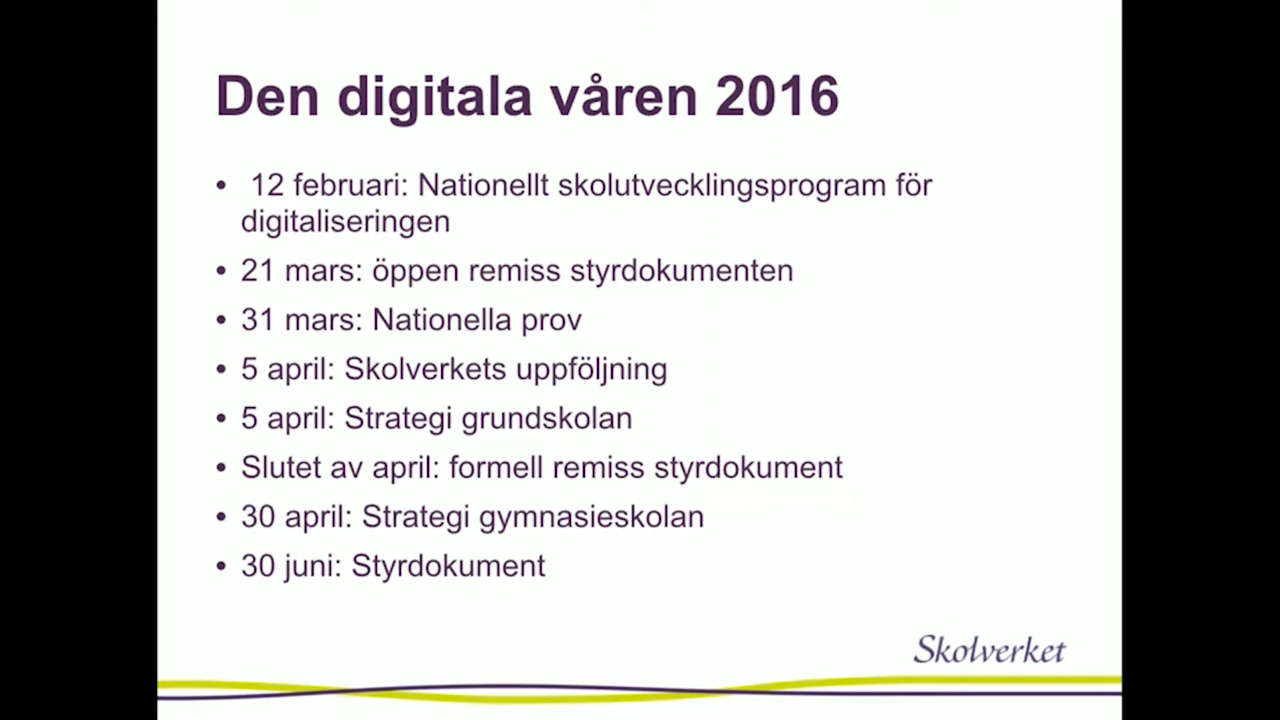 Den digitala våren 2016
• 12 februari: Nationellt skolutvecklingsprogram för
digitaliseringen
• 21 mars: öppen remiss styrdokumenten
• 31 mars: Nationella prov
• 5 april: Skolverkets uppföljning
• 5 april: Strategi grundskolan
• Slutet av april: formell remiss styrdokument
• 30 april: Strategi gymnasieskolan
• 30 juni: Styrdokument
Skolverket